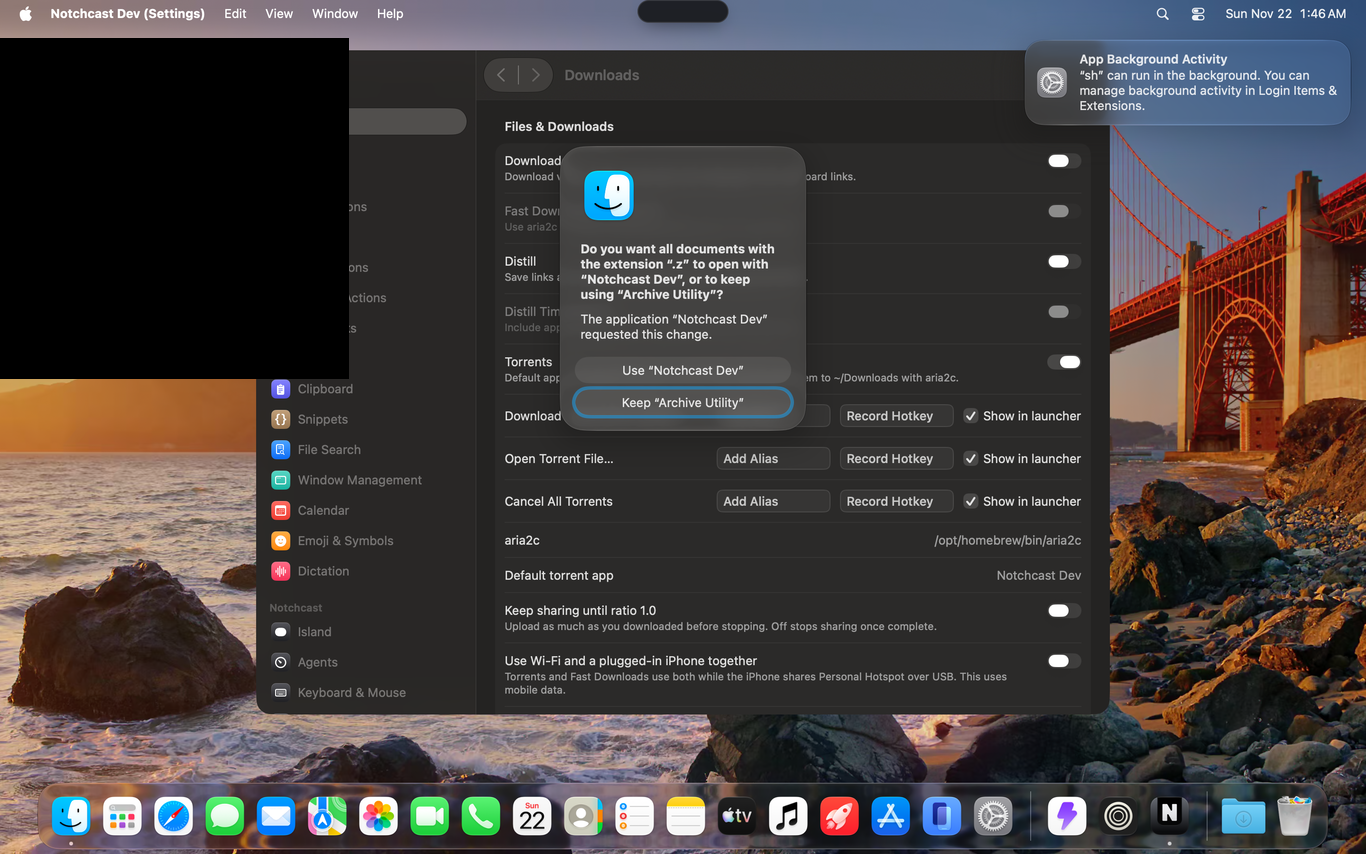 Notchcast Dev (Settings) Edit View Window Help
Sun Nov 22 1:46 AM
App Background Activity
“sh” can run in the background. You can
manage background activity in Login Items &
Extensions.
Downloads
Files & Downloads
Download
Download
oard links.
Fast Dow
Use aria2c
Distill
Save links
Distill Tim
Include app
Torrents
Default app
em to ~/Downloads with aria2c.
Do you want all documents with
the extension “.z” to open with
“Notchcast Dev”, or to keep
using “Archive Utility”?
The application “Notchcast Dev”
requested this change.
Use “Notchcast Dev”
Keep “Archive Utility”
Download
Record Hotkey
Show in launcher
Open Torrent File...
Add Alias
Record Hotkey
Show in launcher
Cancel All Torrents
Add Alias
Record Hotkey
Show in launcher
aria2c
/opt/homebrew/bin/aria2c
Default torrent app
Notchcast Dev
Keep sharing until ratio 1.0
Upload as much as you downloaded before stopping. Off stops sharing once complete.
Use Wi-Fi and a plugged-in iPhone together
Torrents and Fast Downloads use both while the iPhone shares Personal Hotspot over USB. This uses
mobile data.
ons
ons
Actions
ts
Clipboard
Snippets
File Search
Window Management
Calendar
Emoji & Symbols
Dictation
Notchcast
Island
Agents
Keyboard & Mouse
Sun
22
tv
N